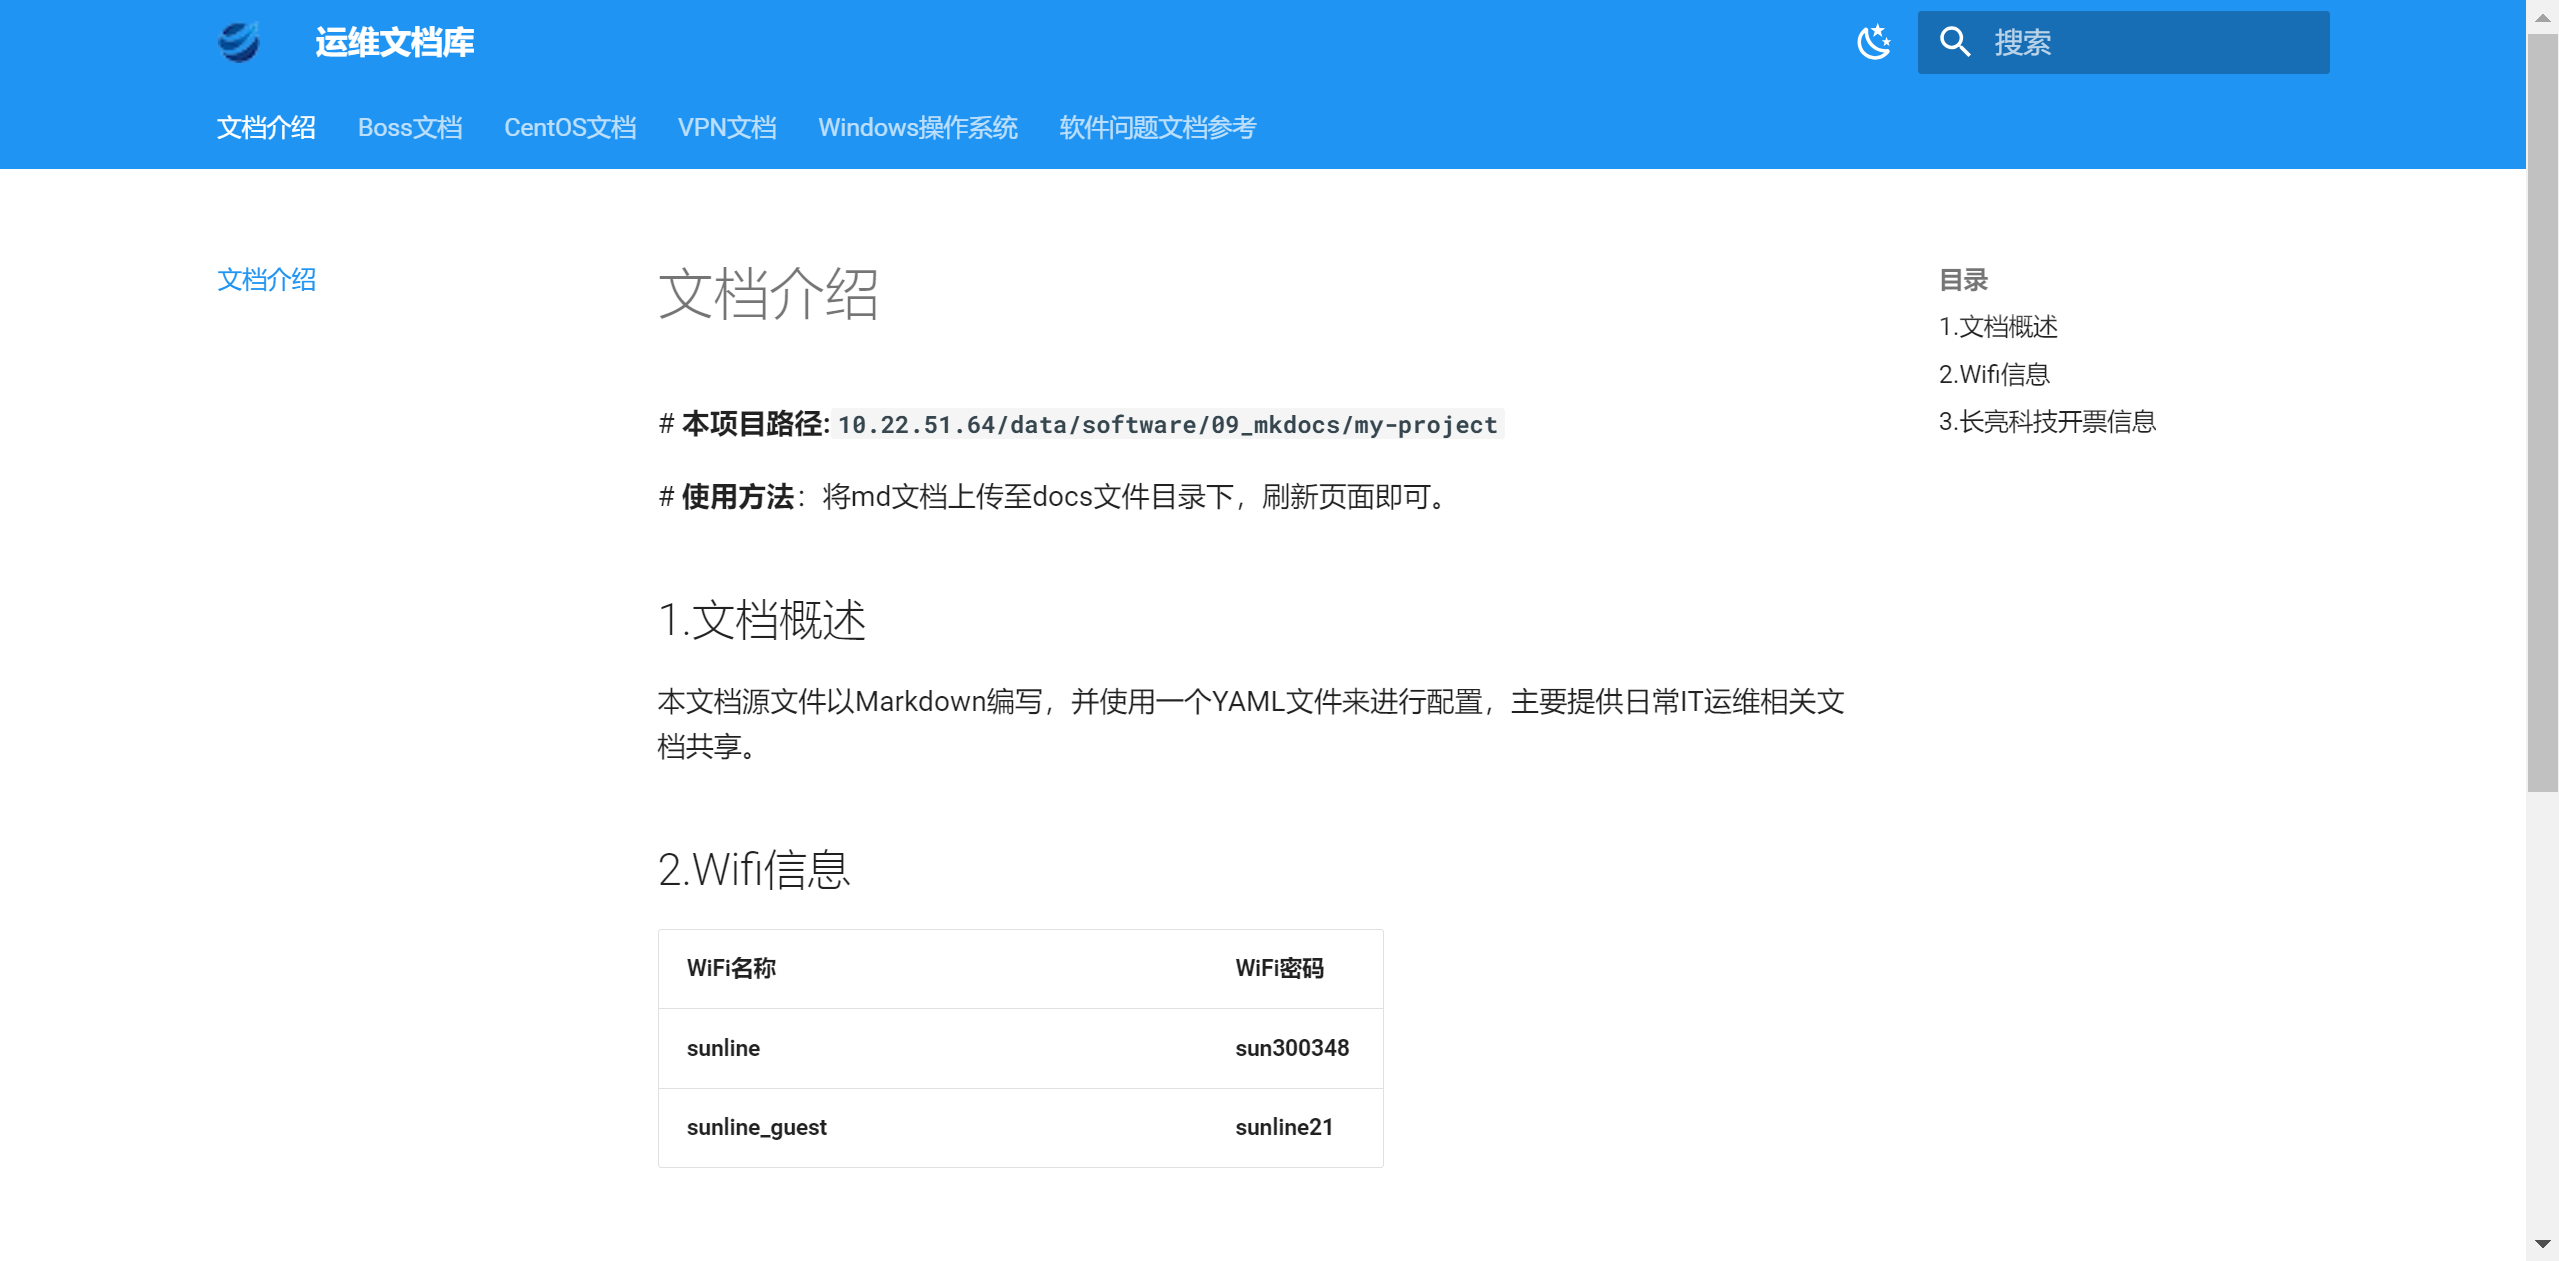 运维文档库
搜索
文档介绍 Boss文档 CentOS文档 VPN文档 Windows操作系统 软件问题文档参考
文档介绍
文档介绍
# 本项目路径: 10.22.51.64/data/software/09_mkdocs/my-project
# 使用方法：将md文档上传至docs文件目录下，刷新页面即可。
1.文档概述
本文档源文件以Markdown编写，并使用一个YAML文件来进行配置，主要提供日常IT运维相关文
档共享。
2.Wifi信息
WiFi名称 WiFi密码
sunline sun300348
sunline_guest sunline21
目录
1.文档概述
2.Wifi信息
3.长亮科技开票信息